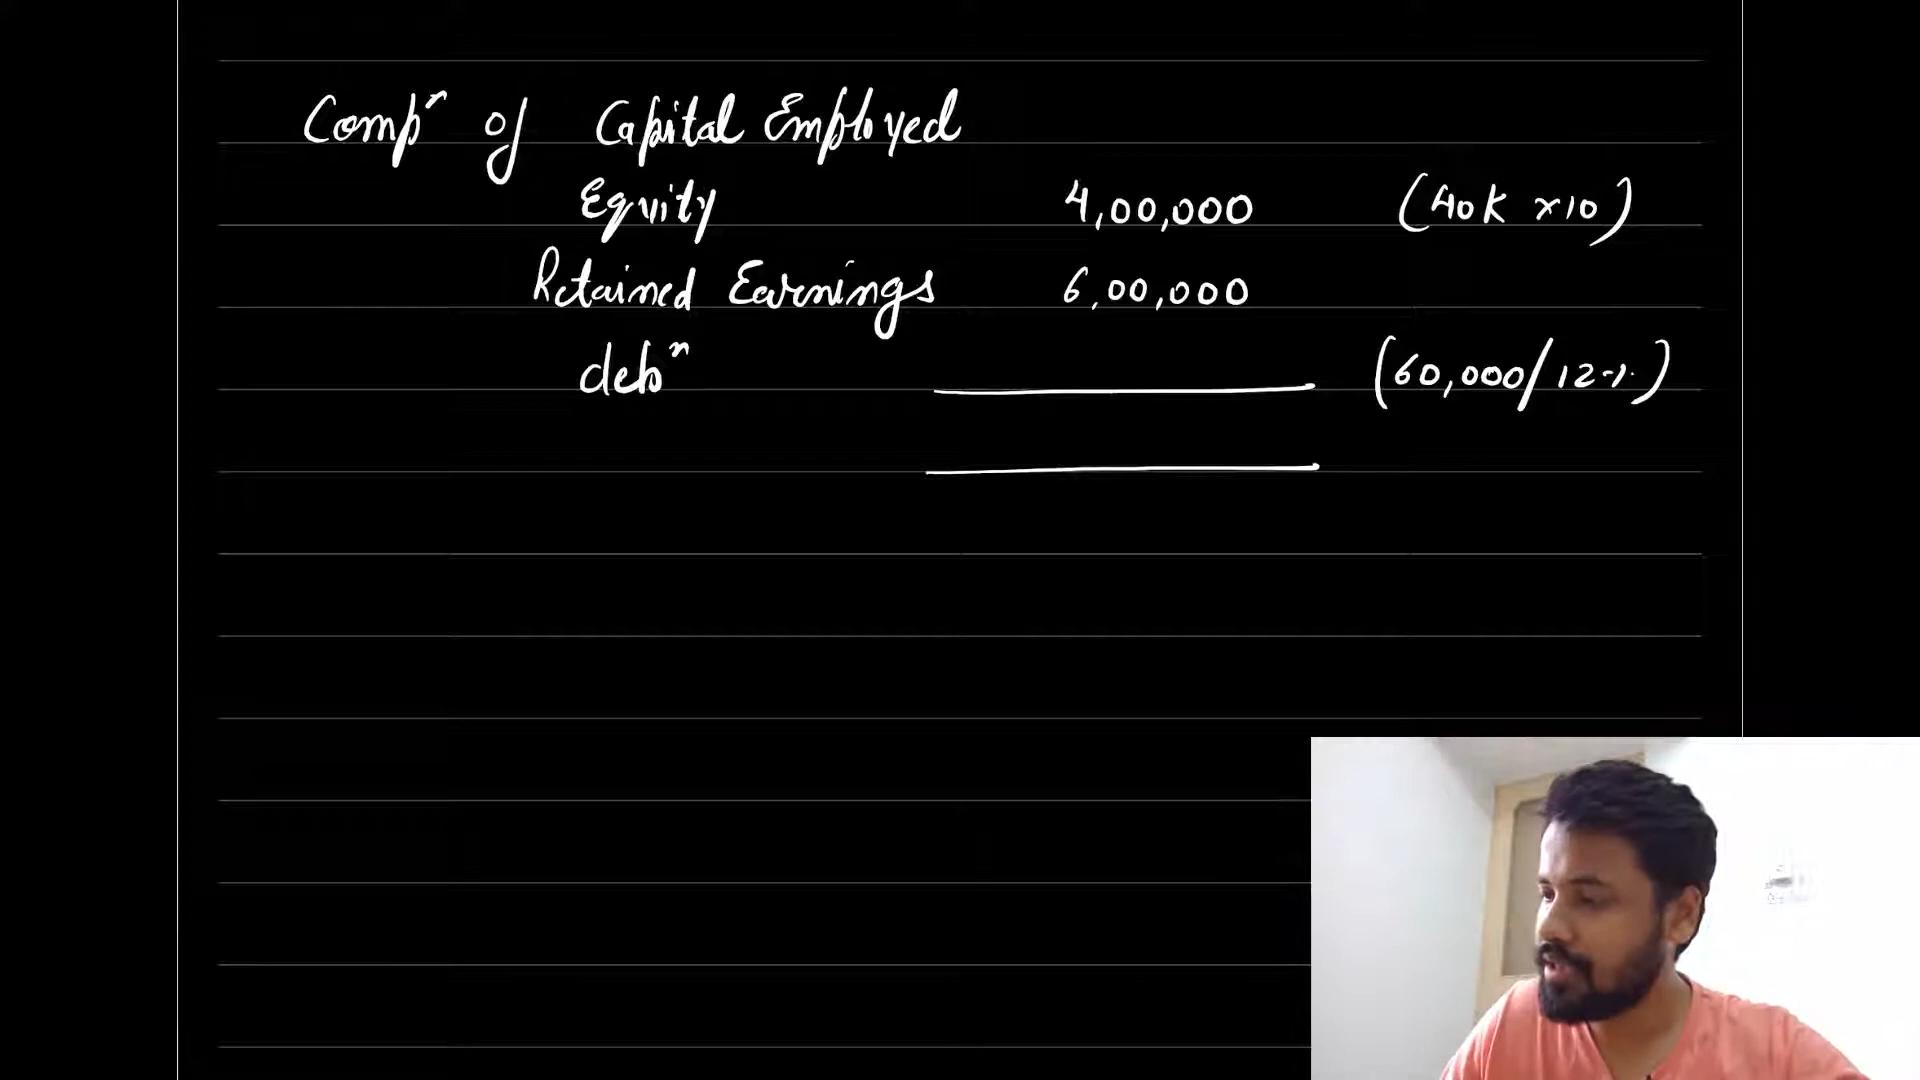 Compⁿ of Capital Employed
Equity 4,00,000 (40k x10)
Retained Earnings 6,00,000
debⁿ (60,000/12%)